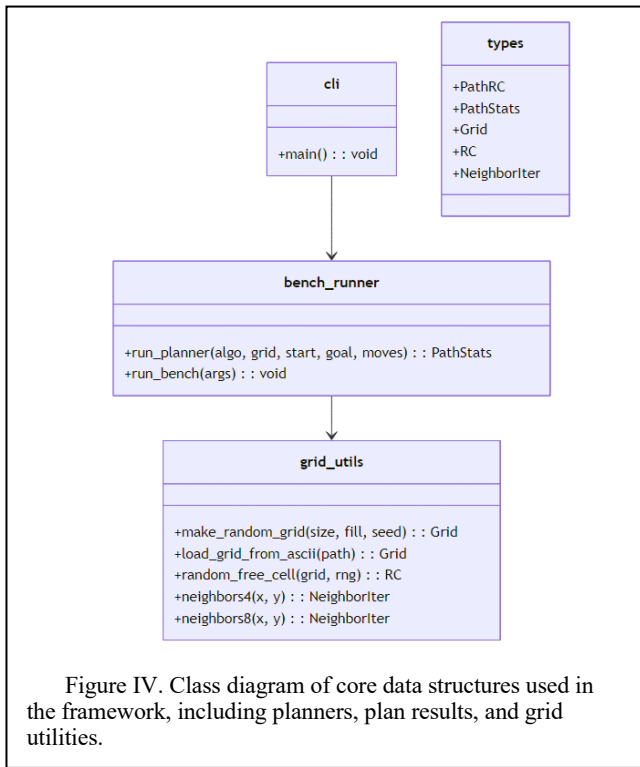 cli
+main() : : void
types
+PathRC
+PathStats
+Grid
+RC
+NeighborIter
bench_runner
+run_planner(algo, grid, start, goal, moves) : : PathStats
+run_bench(args) : : void
grid_utils
+make_random_grid(size, fill, seed) : : Grid
+load_grid_from_ascii(path) : : Grid
+random_free_cell(grid, rng) : : RC
+neighbors4(x, y) : : NeighborIter
+neighbors8(x, y) : : NeighborIter
Figure IV. Class diagram of core data structures used in
the framework, including planners, plan results, and grid
utilities.